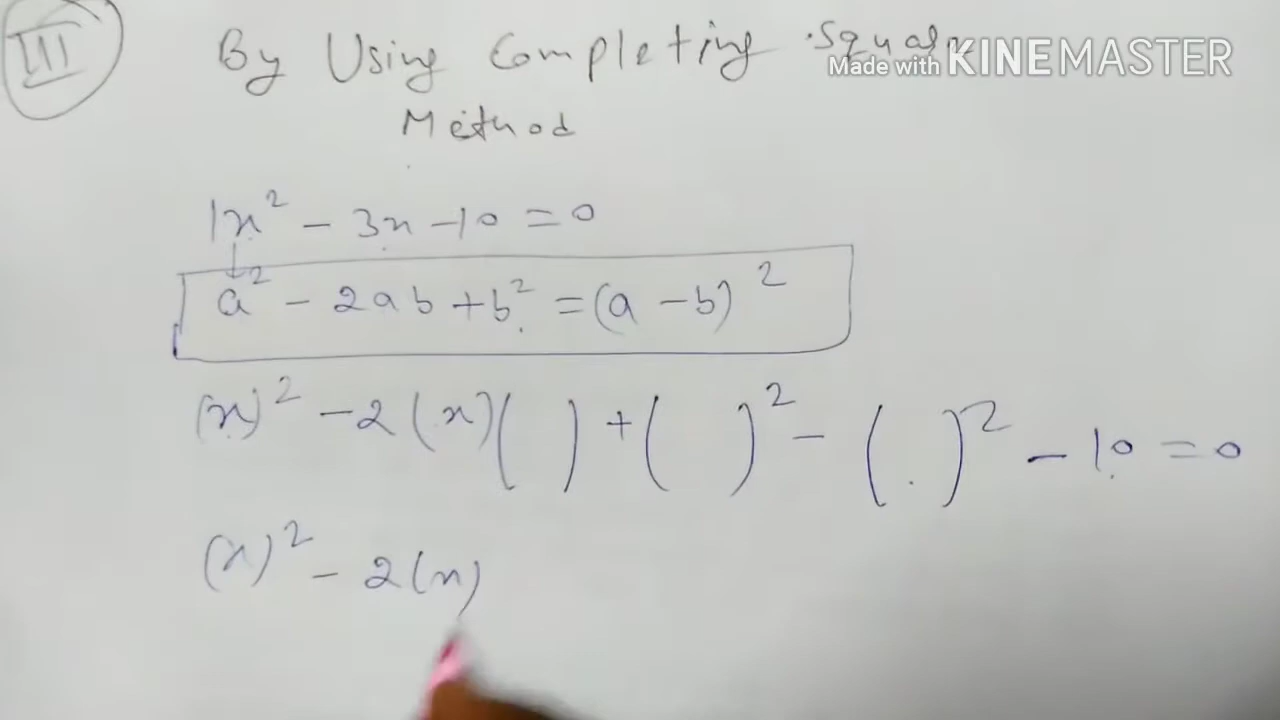 III
By Using Completing Square
Made with KINEMASTER
Method
1x² - 3x - 10 = 0
a² - 2ab + b² = (a - b)²
(x)² - 2(x)( ) + ( )² - ( )² - 10 = 0
(x)² - 2(x)